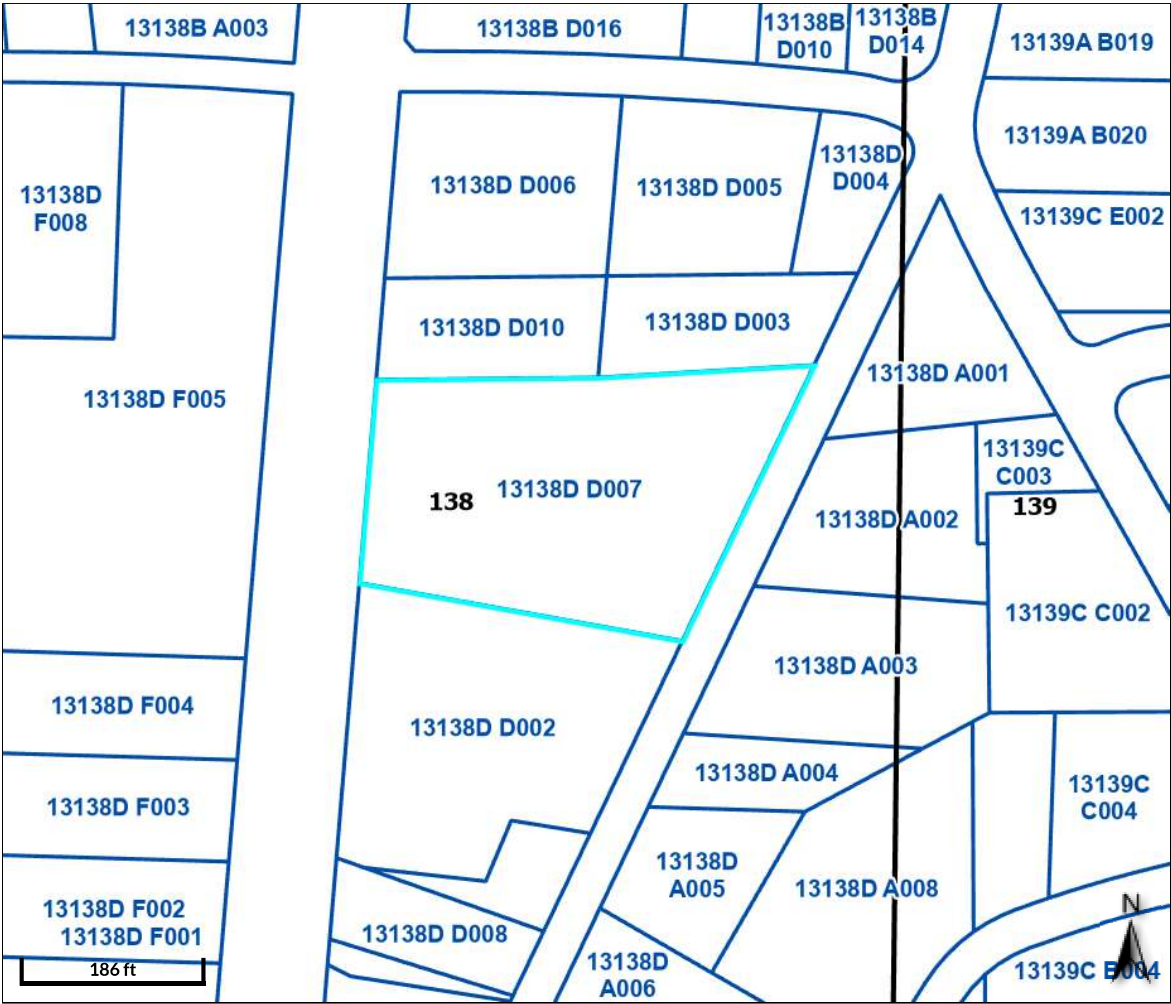 13138B A003
13138B D016
13138B
D010
13138B
D014
13139A B019
13139A B020
13138D
F008
13138D D006
13138D D005
13138D
D004
13139C E002
13138D D010
13138D D003
13138D F005
13138D A001
13139C
C003
138
13138D D007
13138D A002
139
13139C C002
13138D A003
13138D F004
13138D D002
13138D A004
13139C
C004
13138D F003
13138D
A005
13138D A008
13138D F002
13138D F001
13138D D008
N
186 ft
13138D
A006
13139C B004